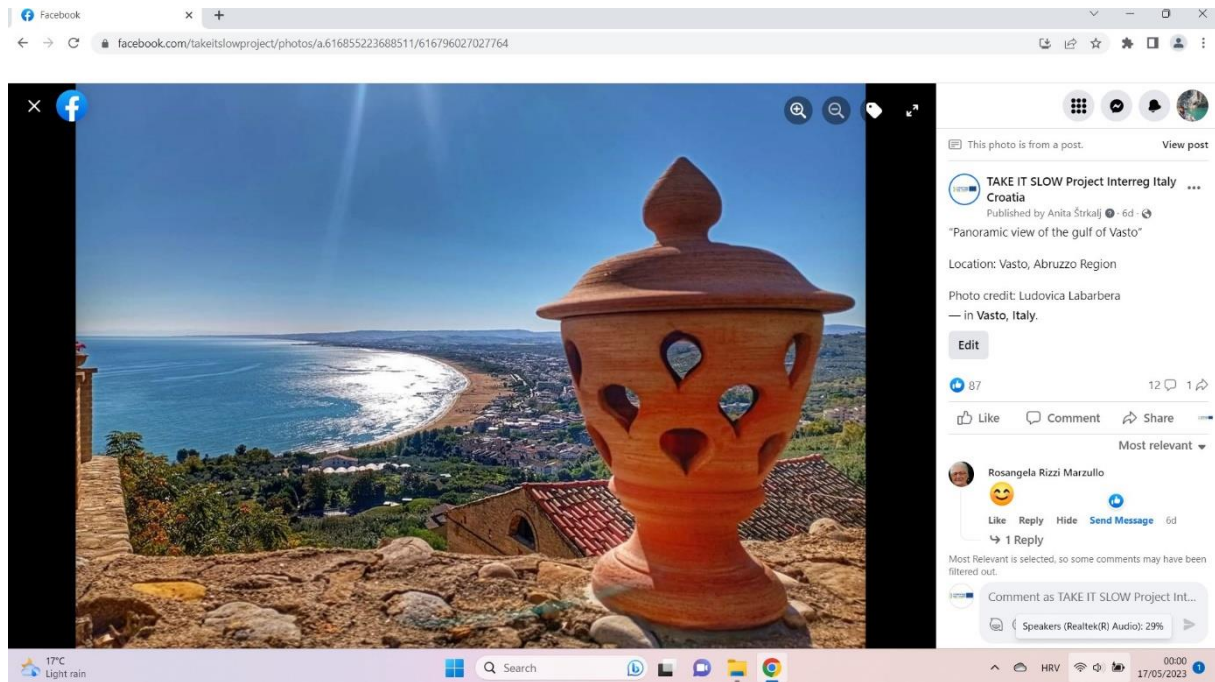 Facebook
facebook.com/takeitslowproject/photos/a.616855223688511/616796027027764
This photo is from a post.
View post
TAKE IT SLOW Project Interreg Italy
Croatia
Published by Anita Štrkalj · 6d ·
"Panoramic view of the gulf of Vasto"
Location: Vasto, Abruzzo Region
Photo credit: Ludovica Labarbera
— in Vasto, Italy.
Edit
87 12 1
Like Comment Share
Most relevant
Rosangela Rizzi Marzullo
Like Reply Hide Send Message 6d
1 Reply
Most Relevant is selected, so some comments may have been
filtered out.
Comment as TAKE IT SLOW Project Int...
Speakers (Realtek(R) Audio): 29%
17°C
Light rain
Search
HRV
00:00
17/05/2023
1